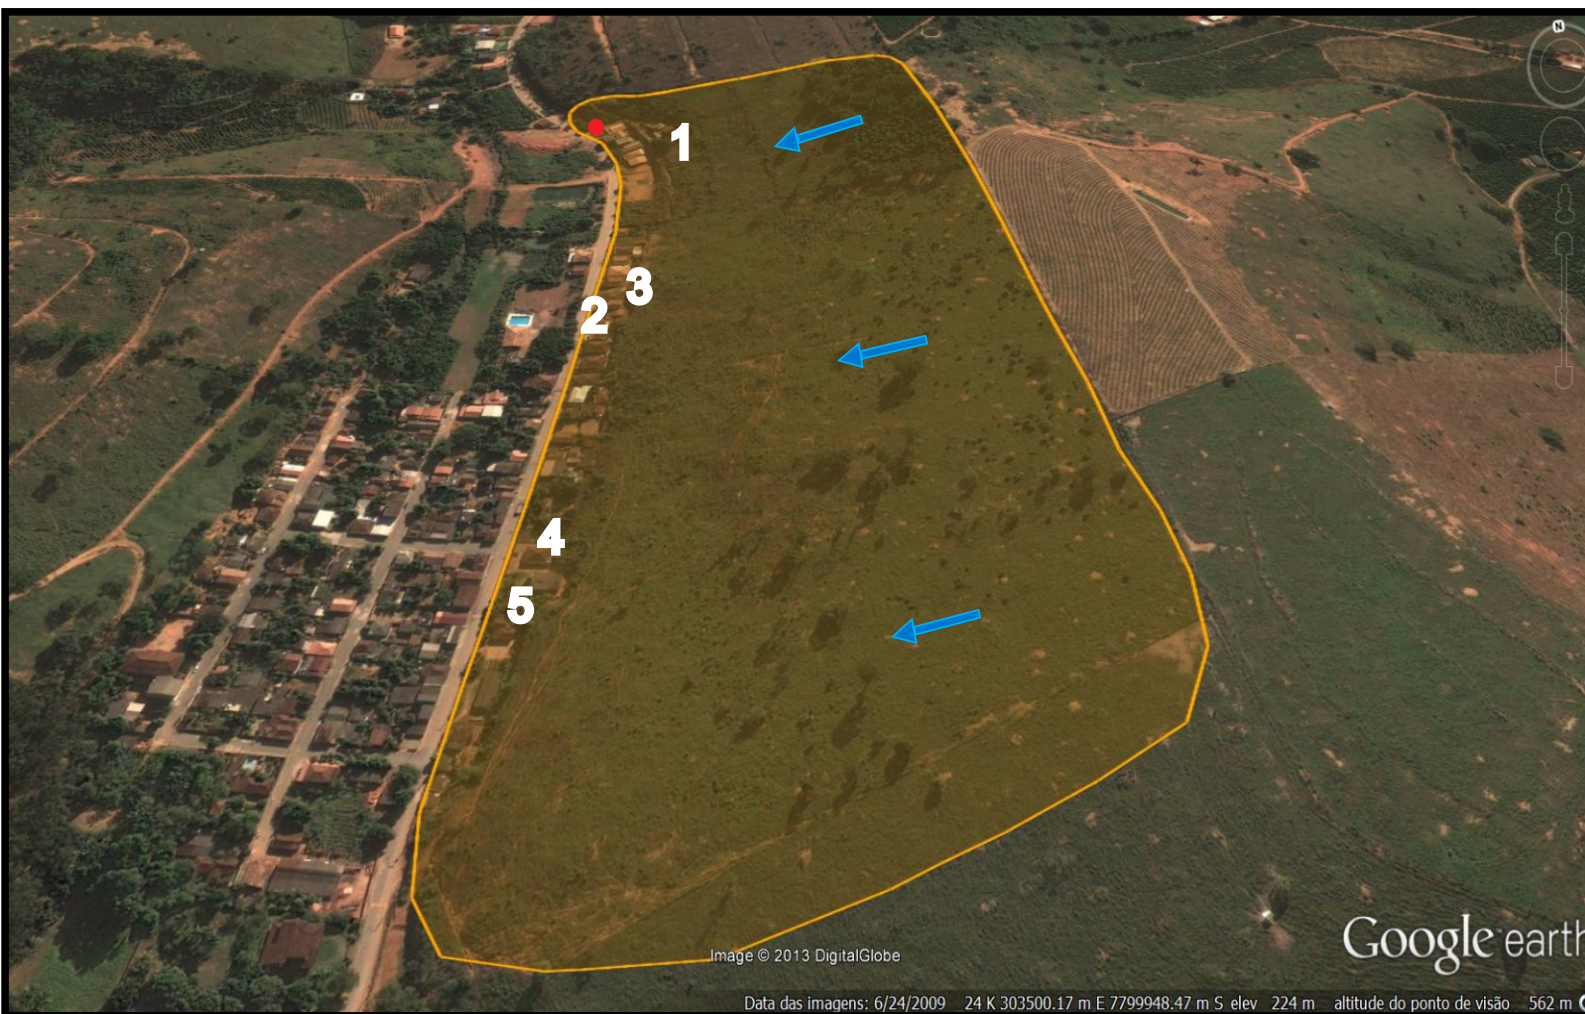 N
1
3
2
4
5
Google earth
Image © 2013 DigitalGlobe
Data das imagens: 6/24/2009 24 K 303500.17 m E 7799948.47 m S elev 224 m altitude do ponto de visão 562 m